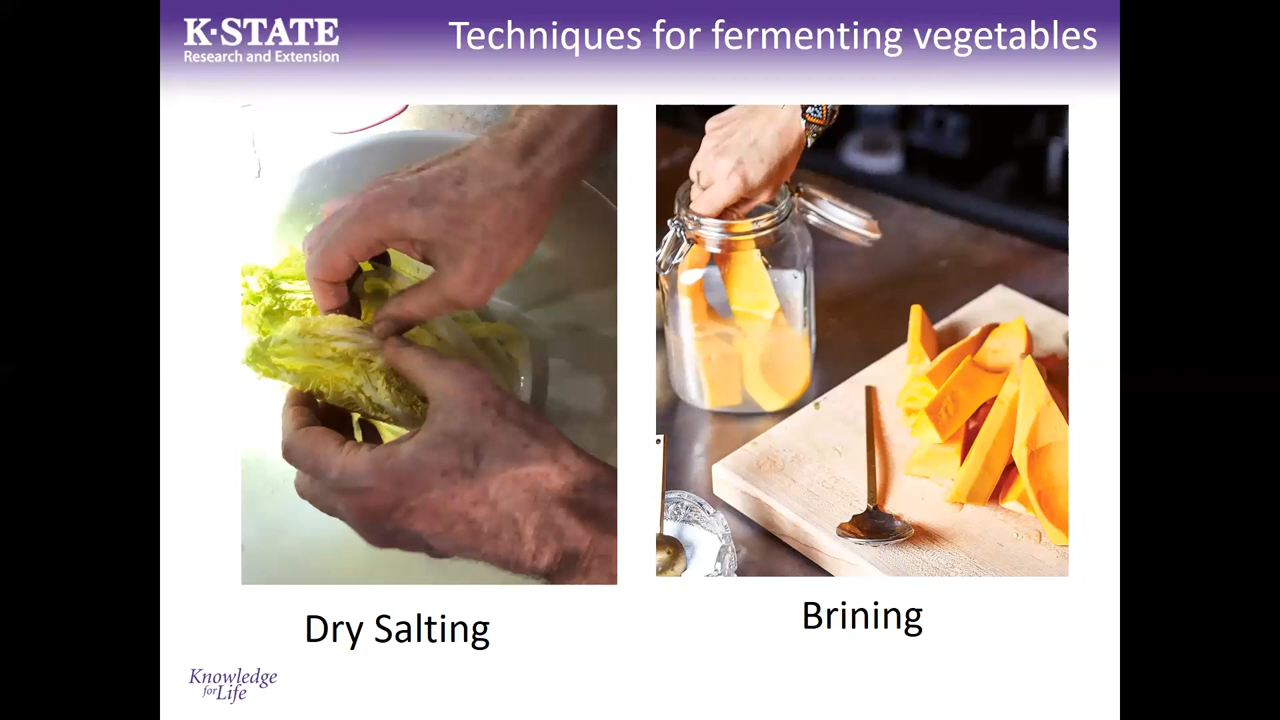 K-STATE
Research and Extension
Techniques for fermenting vegetables
Dry Salting
Brining
Knowledge
for Life